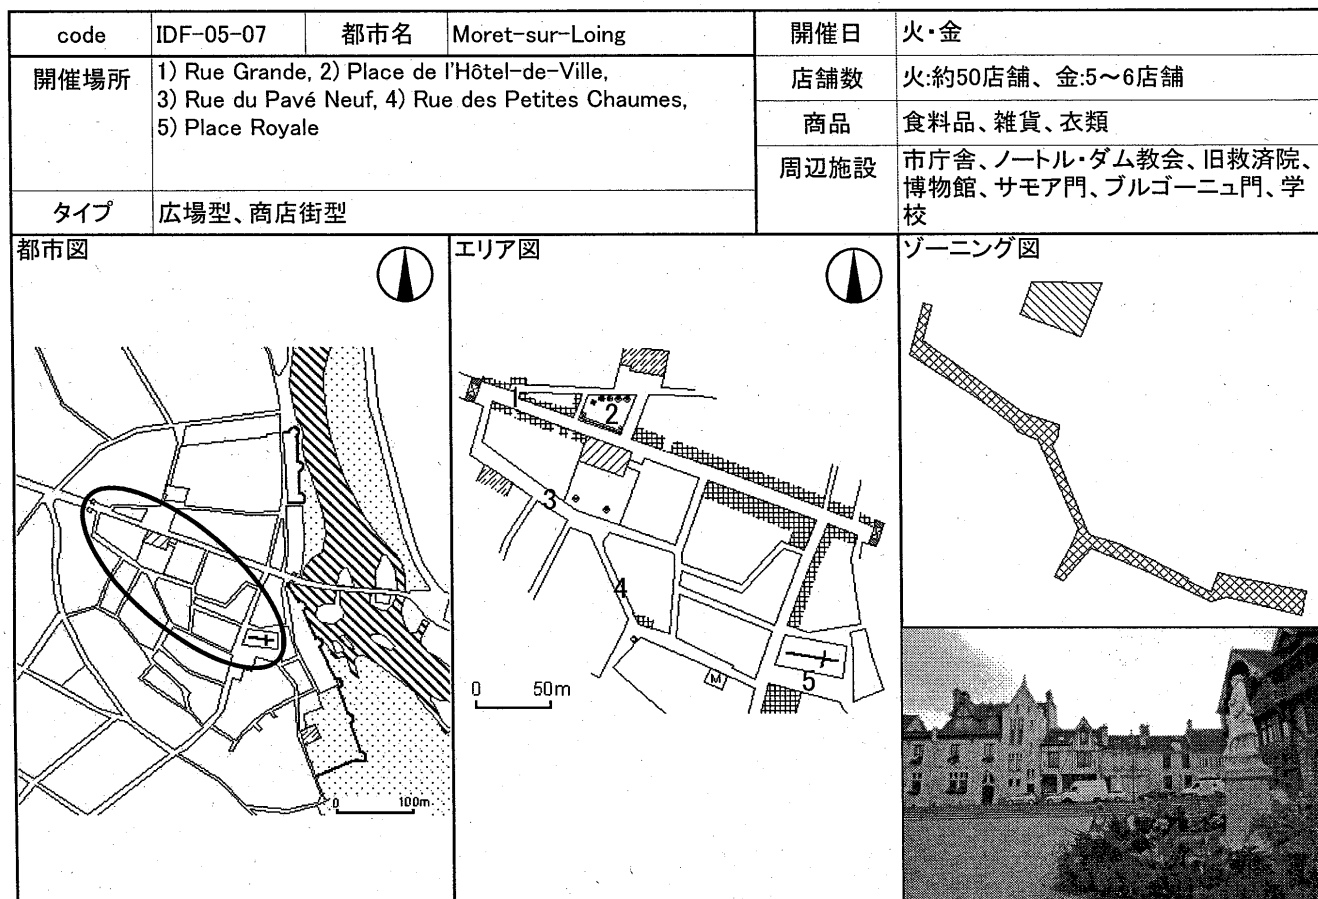 code
IDF-05-07
都市名
Moret-sur-Loing
開催日
火・金
開催場所
1) Rue Grande, 2) Place de l'Hôtel-de-Ville,
3) Rue du Pavé Neuf, 4) Rue des Petites Chaumes,
5) Place Royale
店舗数
火:約50店舗、金:5〜6店舗
商品
食料品、雑貨、衣類
周辺施設
市庁舎、ノートル・ダム教会、旧救済院、
博物館、サモア門、ブルゴーニュ門、学
校
タイプ
広場型、商店街型
都市図
0 100m
エリア図
1
2
3
4
5
M
0 50m
ゾーニング図